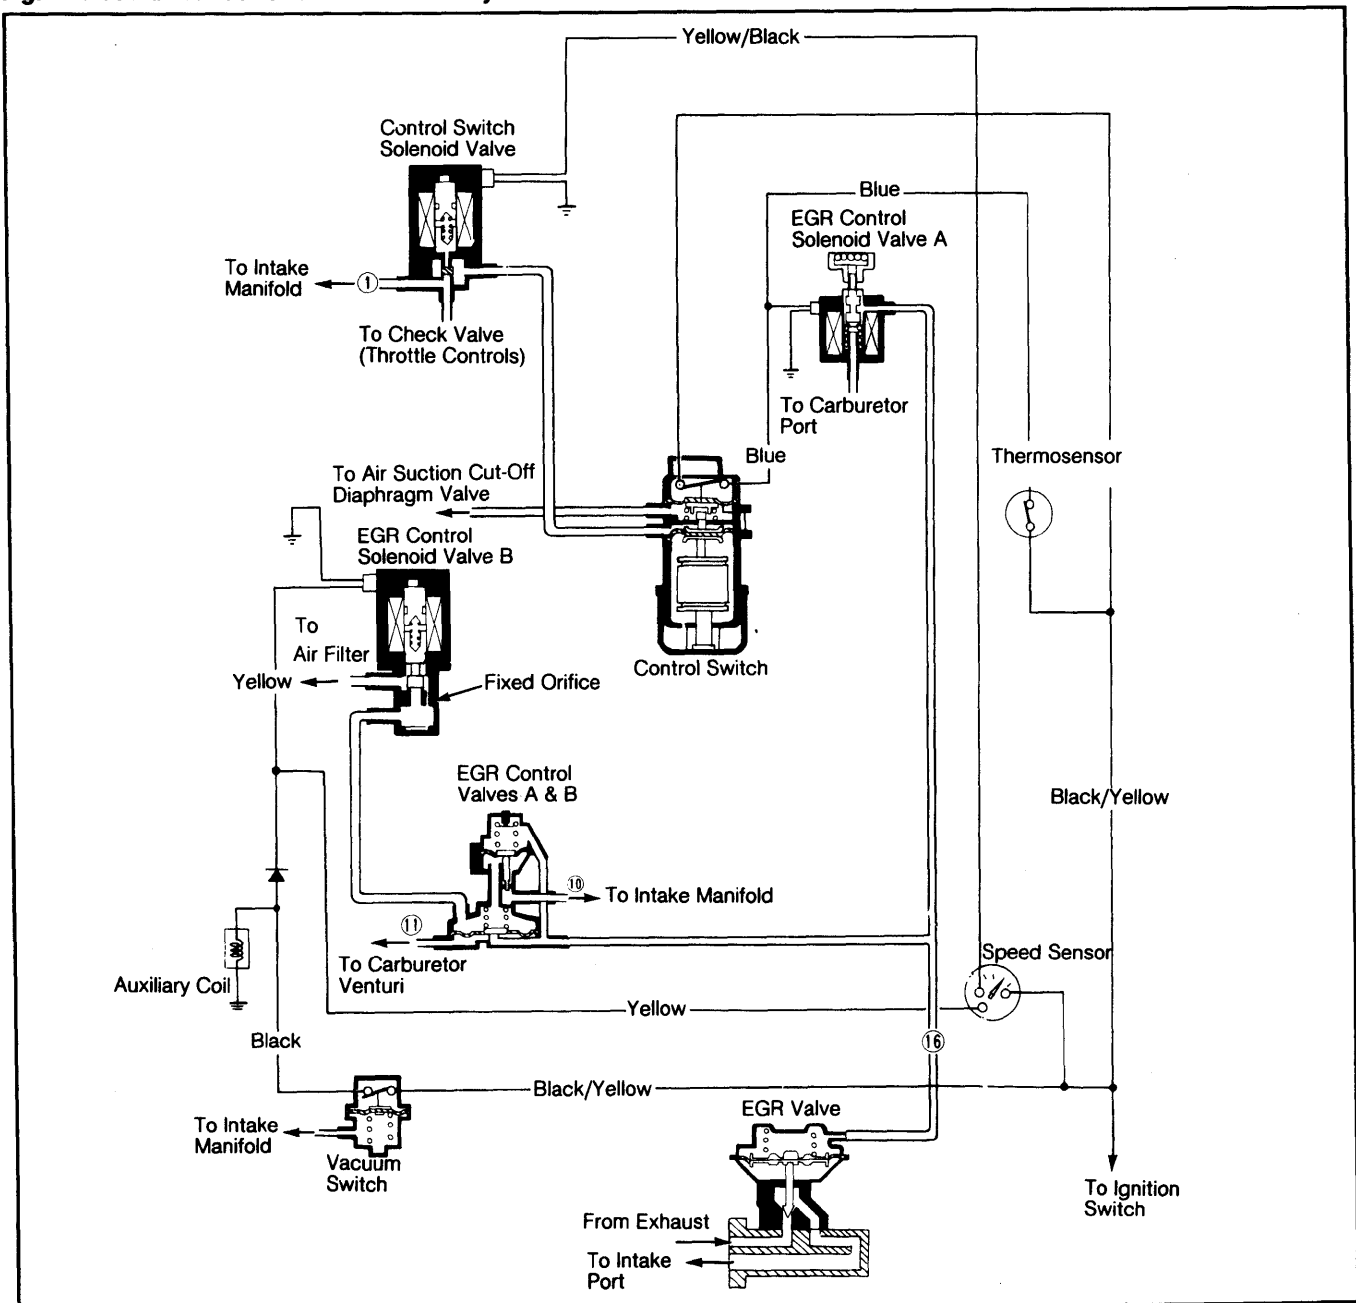 Yellow/Black
Control Switch
Solenoid Valve
Blue
EGR Control
Solenoid Valve A
To Intake
Manifold
1
To Check Valve
(Throttle Controls)
To Carburetor
Port
Blue
Thermosensor
To Air Suction Cut-Off
Diaphragm Valve
EGR Control
Solenoid Valve B
To
Air Filter
Yellow
Fixed Orifice
Control Switch
EGR Control
Valves A & B
Black/Yellow
10
To Intake Manifold
11
To Carburetor
Venturi
Speed Sensor
Auxiliary Coil
Yellow
Black
16
Black/Yellow
EGR Valve
To Intake
Manifold
Vacuum
Switch
To Ignition
Switch
From Exhaust
To Intake
Port